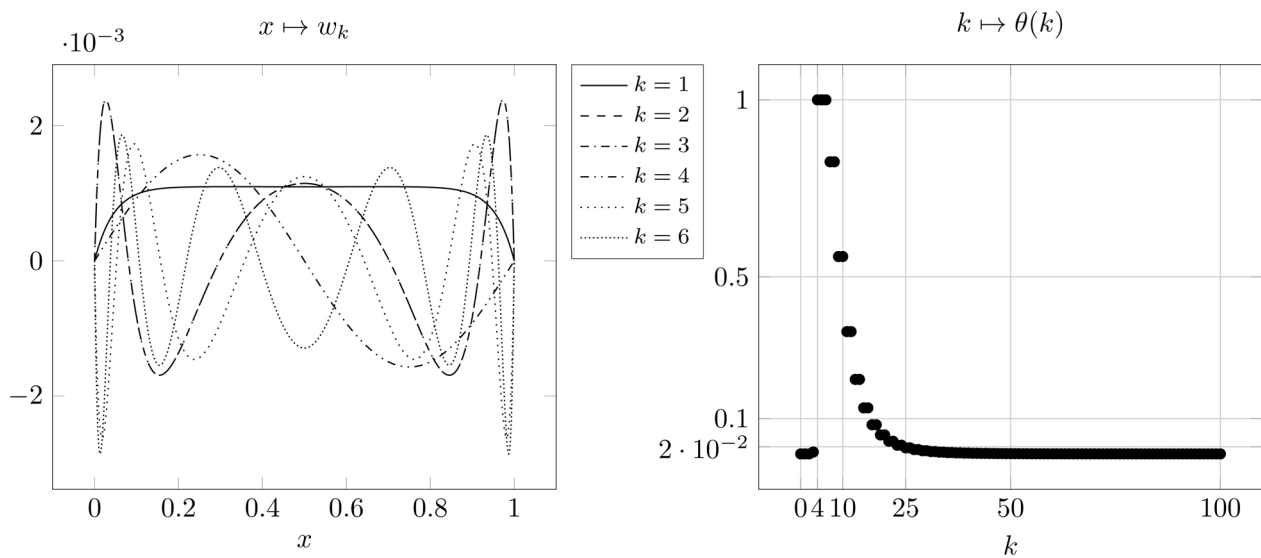 x ↦ w_k
·10^{-3}
2
0
−2
0
0.2
0.4
0.6
0.8
1
x
k = 1
k = 2
k = 3
k = 4
k = 5
k = 6
k ↦ θ(k)
1
0.5
0.1
2 · 10^{-2}
0
4
10
25
50
100
k